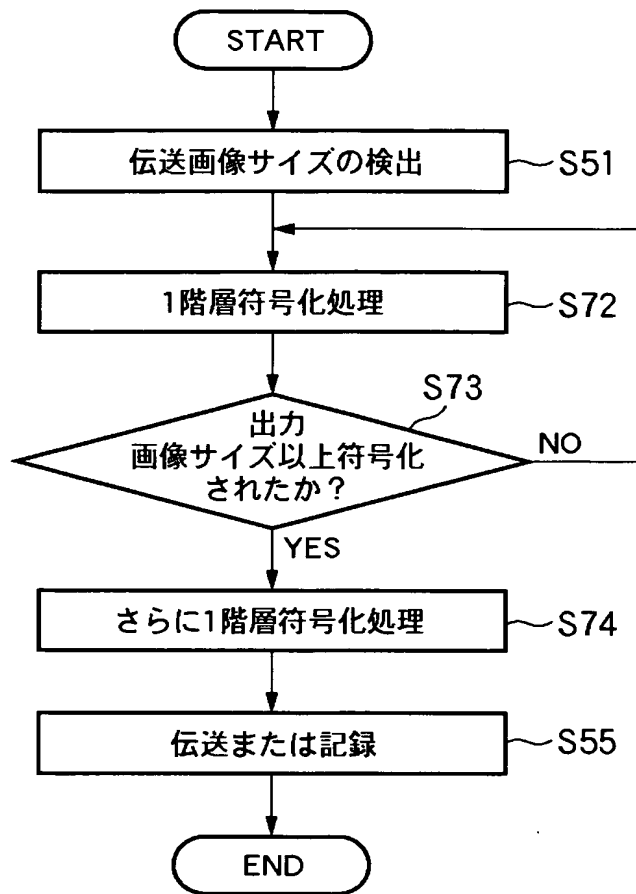 START
伝送画像サイズの検出
S51
1階層符号化処理
S72
S73
出力
画像サイズ以上符号化
されたか？
NO
YES
さらに1階層符号化処理
S74
伝送または記録
S55
END